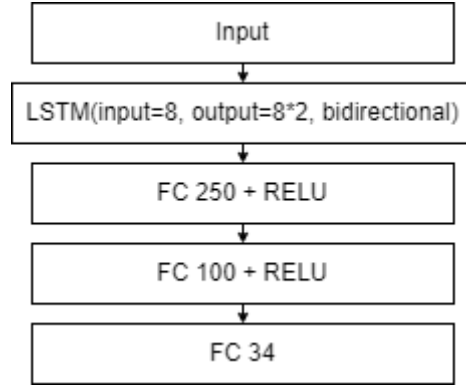 Input
LSTM(input=8, output=8*2, bidirectional)
FC 250 + RELU
FC 100 + RELU
FC 34